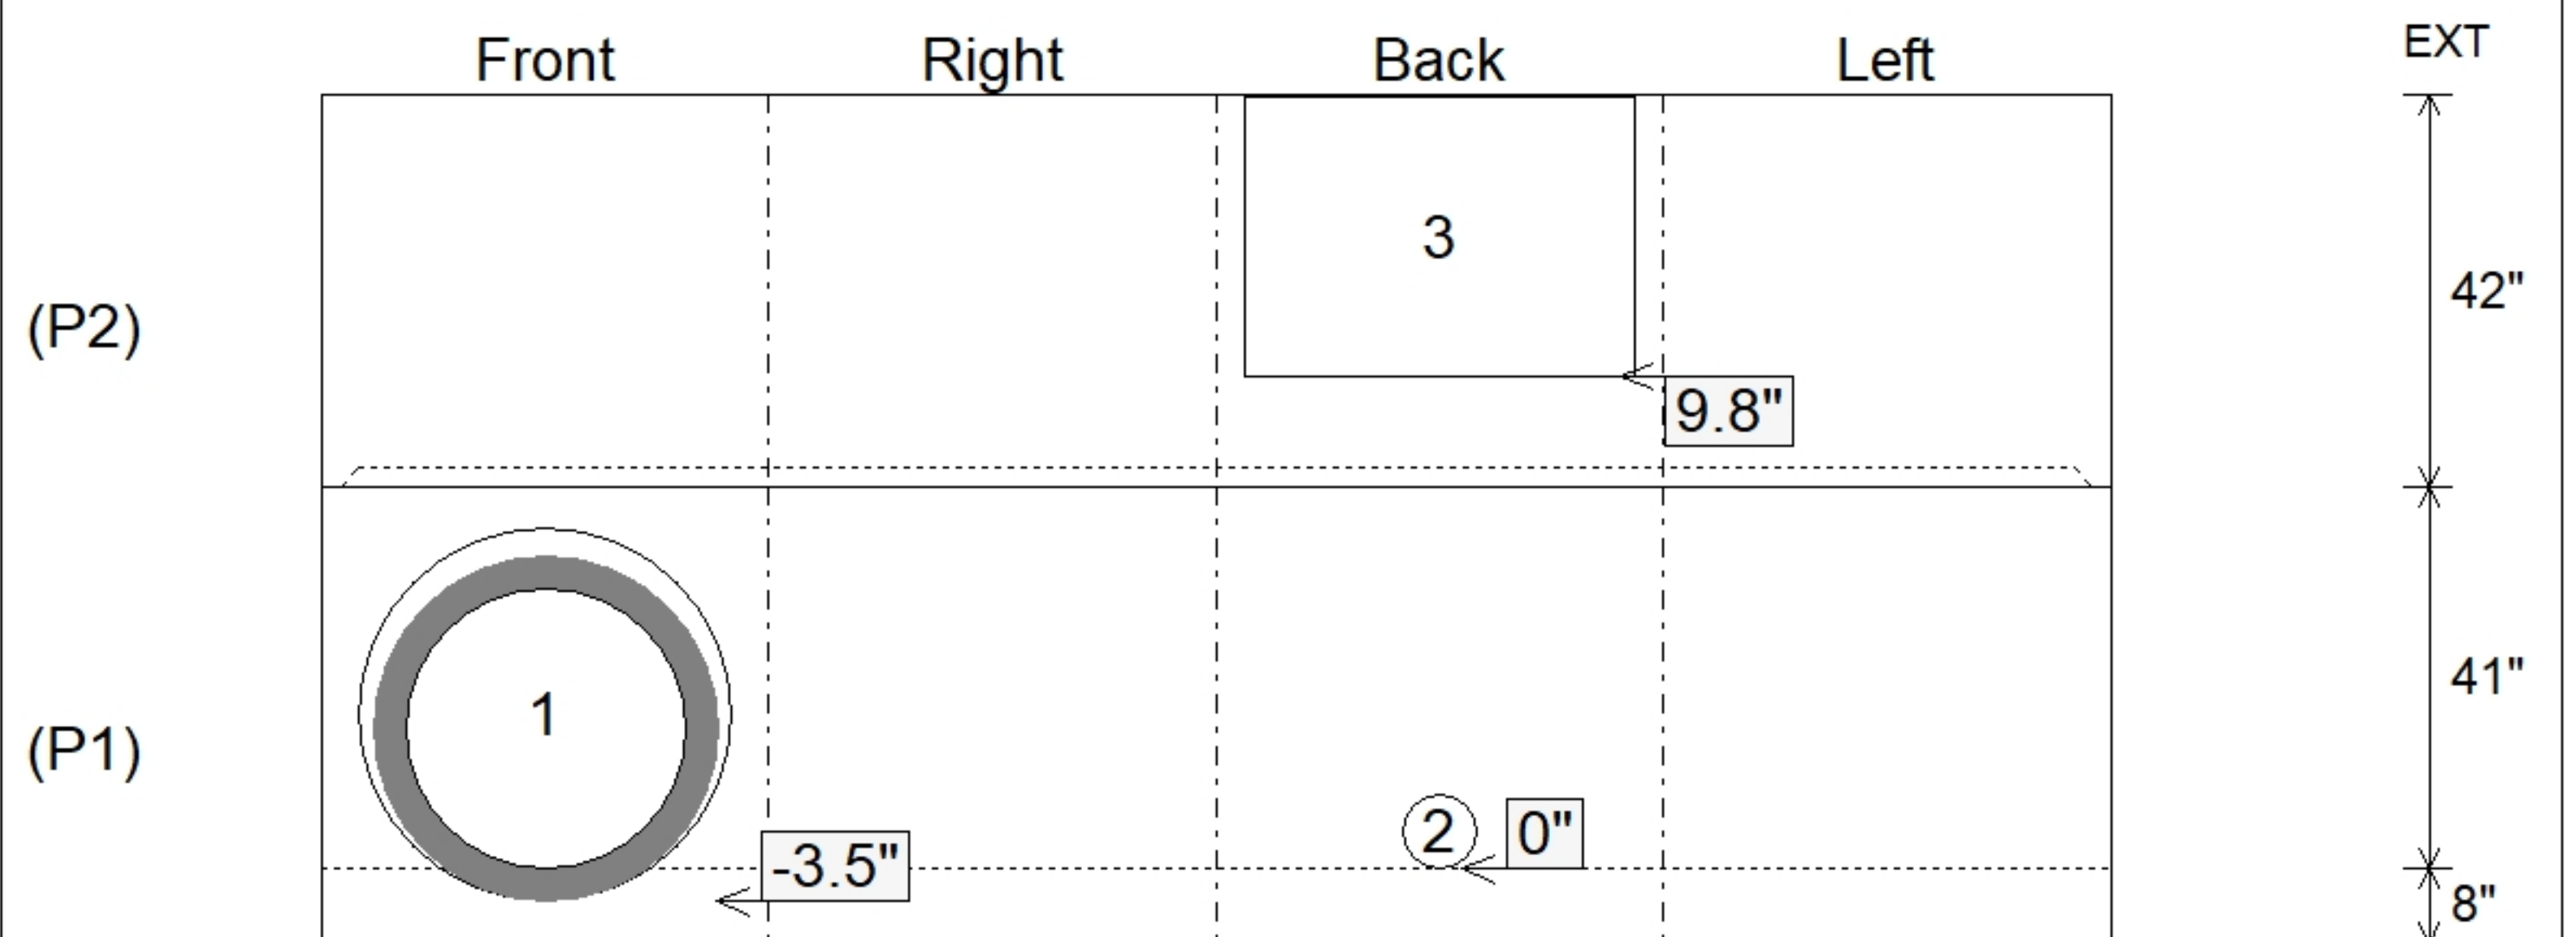 Front Right Back Left EXT
3
42"
(P2)
9.8"
41"
1
(P1)
2 0"
-3.5"
8"